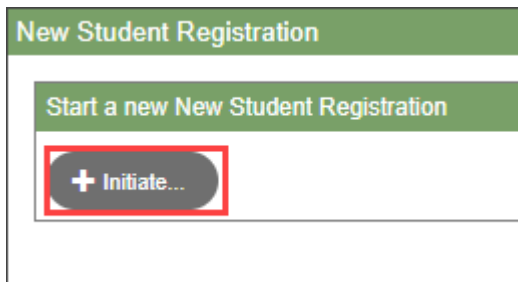 New Student Registration
Start a new New Student Registration
+ Initiate...